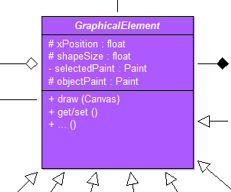 GraphicalElement
# xPosition : float
# shapeSize : float
- selectedPaint : Paint
# objectPaint : Paint
+ draw (Canvas)
+ get/set ()
+ ... ()